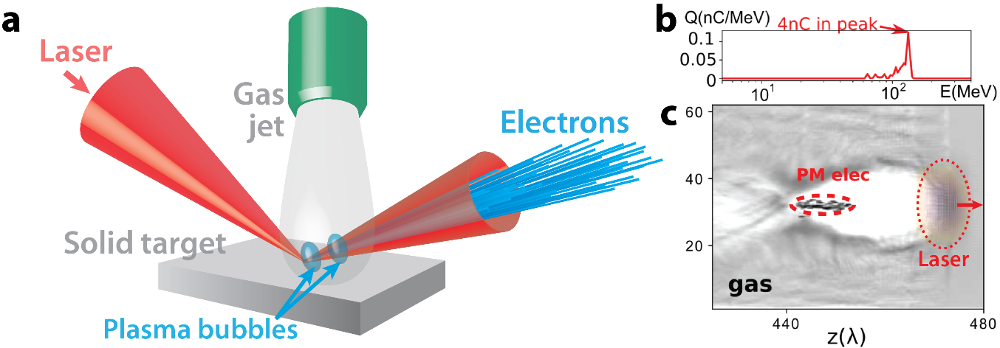 a
Laser
Gas
jet
Electrons
Solid target
Plasma bubbles
b
Q(nC/MeV)
4nC in peak
0.1
0.05
0
10¹
10²
E(MeV)
c
60
40
20
PM elec
Laser
gas
440
480
z(λ)